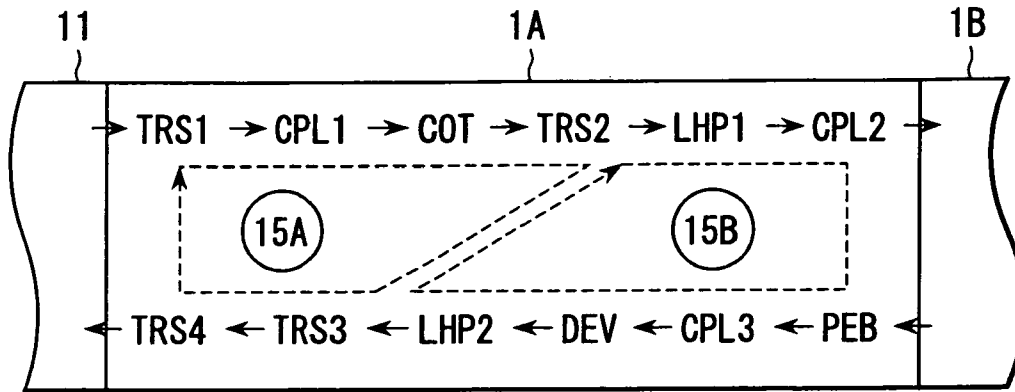 11 1A 1B
→ TRS1 → CPL1 → COT → TRS2 → LHP1 → CPL2 →
15A 15B
← TRS4 ← TRS3 ← LHP2 ← DEV ← CPL3 ← PEB ←